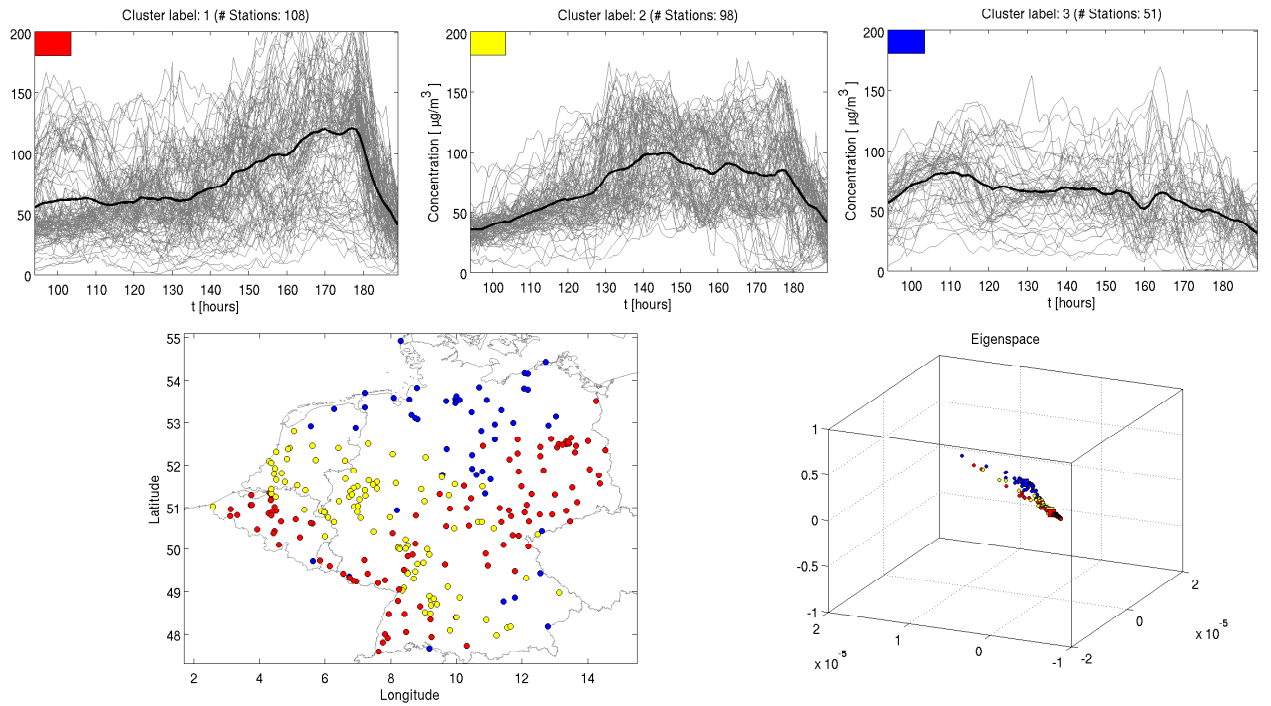 Cluster label: 1 (# Stations: 108)
Cluster label: 2 (# Stations: 98)
Cluster label: 3 (# Stations: 51)
200
150
100
50
0
100 110 120 130 140 150 160 170 180
t [hours]
Concentration [ µg/m³ ]
200
150
100
50
0
100 110 120 130 140 150 160 170 180
t [hours]
Concentration [ µg/m³ ]
200
150
100
50
0
100 110 120 130 140 150 160 170 180
t [hours]
Latitude
55
54
53
52
51
50
49
48
2 4 6 8 10 12 14
Longitude
Eigenspace
1
0.5
0
-0.5
-1
2 1 0 -1
x 10⁻⁵
-2 0 2
x 10⁻⁵